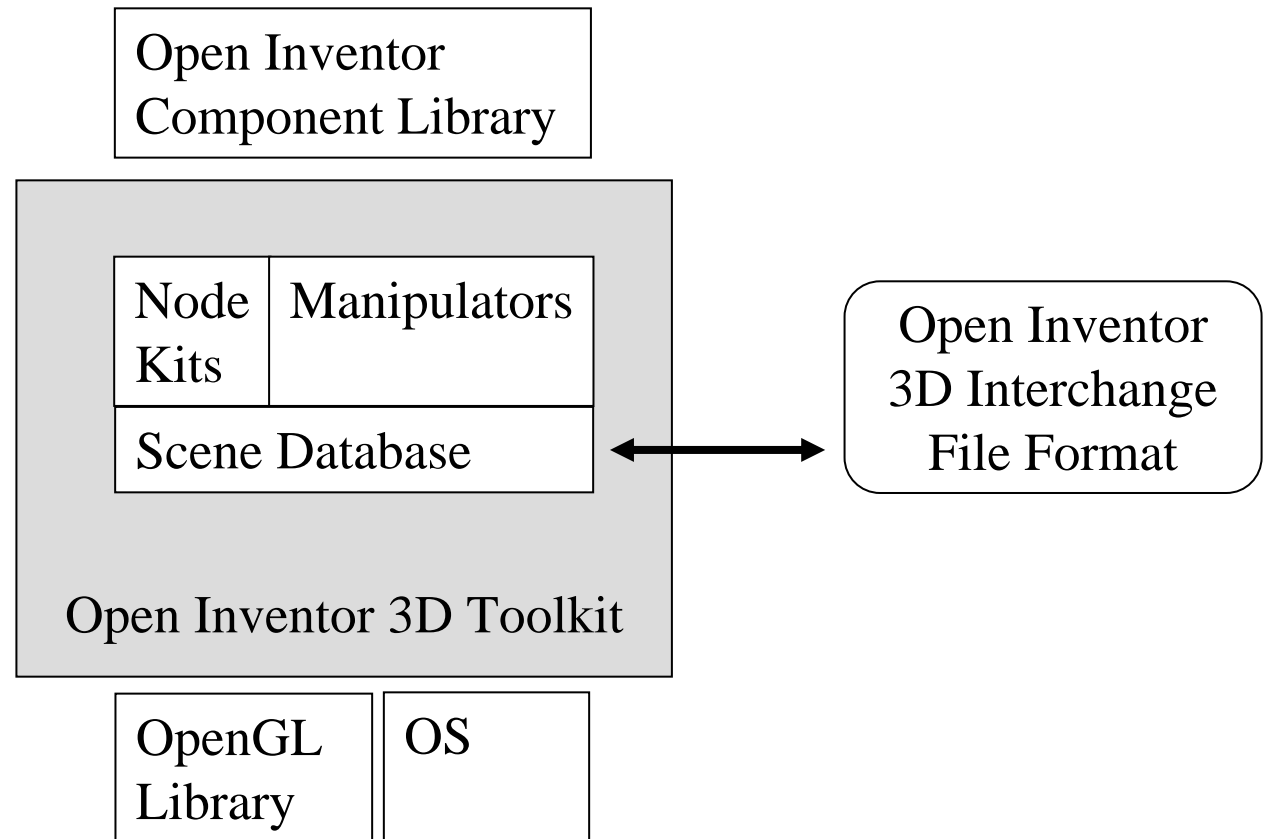 Open Inventor
Component Library
Node
Kits
Manipulators
Scene Database
Open Inventor 3D Toolkit
Open Inventor
3D Interchange
File Format
OpenGL
Library
OS